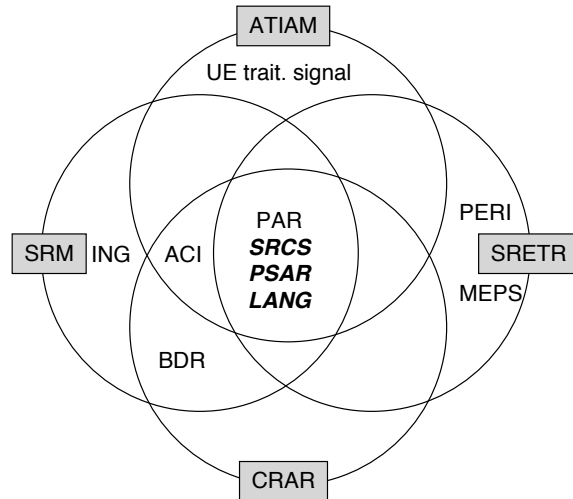 ATIAM
UE trait. signal
PAR
PERI
SRM
ING
ACI
SRCS
SRETR
PSAR
LANG
MEPS
BDR
CRAR